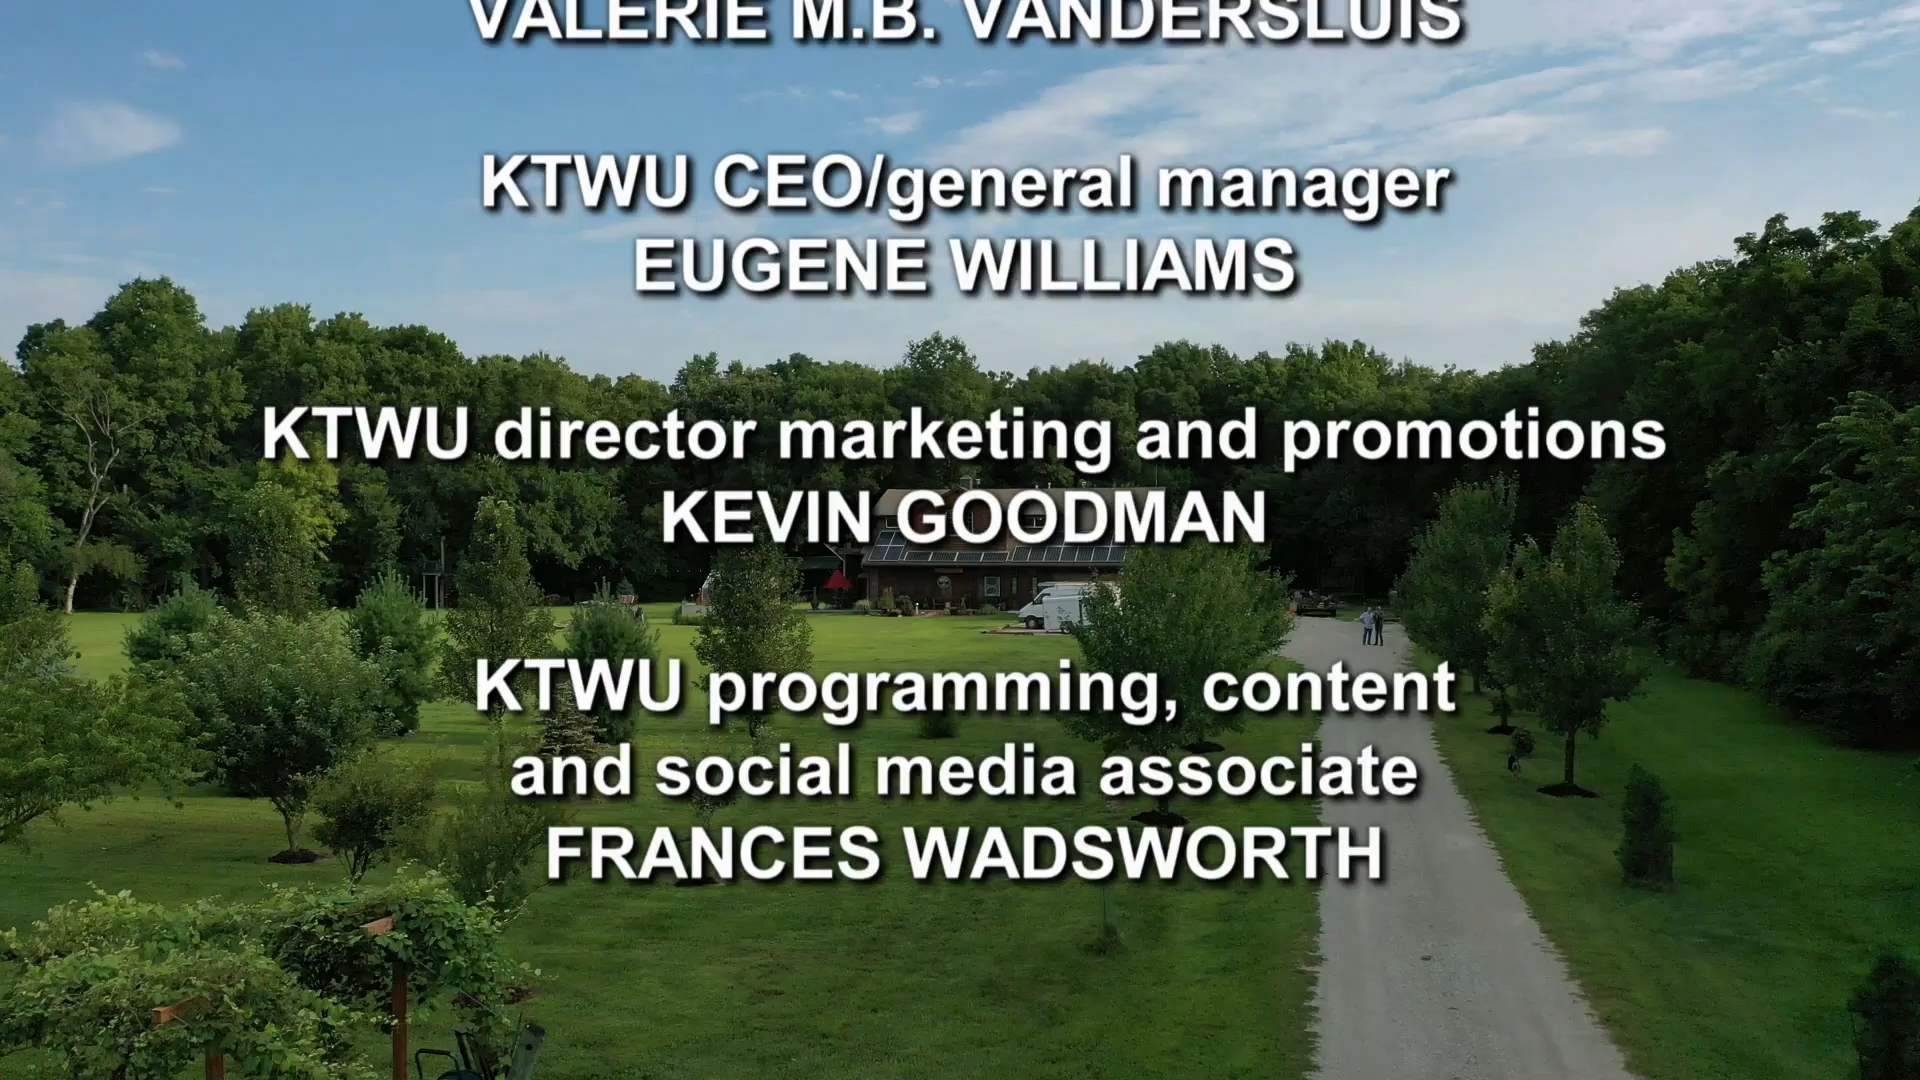 VALERIE M.B. VANDERSLUIS
KTWU CEO/general manager
EUGENE WILLIAMS
KTWU director marketing and promotions
KEVIN GOODMAN
KTWU programming, content
and social media associate
FRANCES WADSWORTH